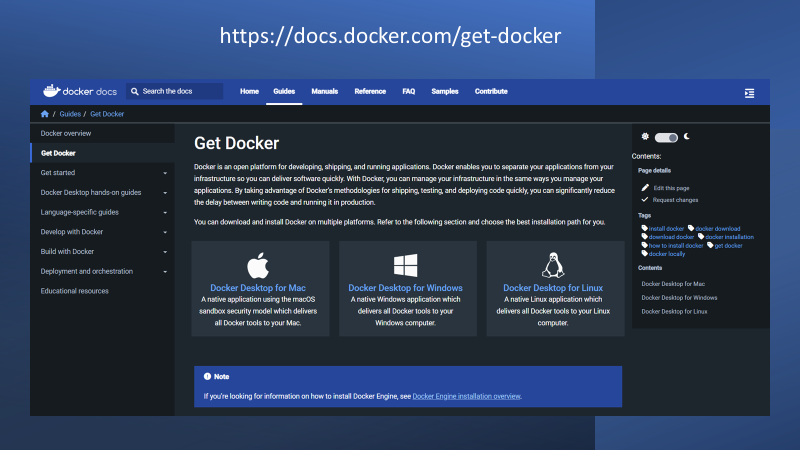 https://docs.docker.com/get-docker
docker docs
Search the docs
Home Guides Manuals Reference FAQ Samples Contribute
/ Guides / Get Docker
Docker overview
Get Docker
Get started
Docker Desktop hands-on guides
Language-specific guides
Develop with Docker
Build with Docker
Deployment and orchestration
Educational resources
Get Docker
Docker is an open platform for developing, shipping, and running applications. Docker enables you to separate your applications from your
infrastructure so you can deliver software quickly. With Docker, you can manage your infrastructure in the same ways you manage your
applications. By taking advantage of Docker's methodologies for shipping, testing, and deploying code quickly, you can significantly reduce
the delay between writing code and running it in production.
You can download and install Docker on multiple platforms. Refer to the following section and choose the best installation path for you.
Docker Desktop for Mac
A native application using the macOS
sandbox security model which delivers
all Docker tools to your Mac.
Docker Desktop for Windows
A native Windows application which
delivers all Docker tools to your
Windows computer.
Docker Desktop for Linux
A native Linux application which
delivers all Docker tools to your Linux
computer.
Note
If you're looking for information on how to install Docker Engine, see Docker Engine installation overview.
Contents:
Page details
Edit this page
Request changes
Tags
install docker docker download
download docker docker installation
how to install docker get docker
docker locally
Contents
Docker Desktop for Mac
Docker Desktop for Windows
Docker Desktop for Linux